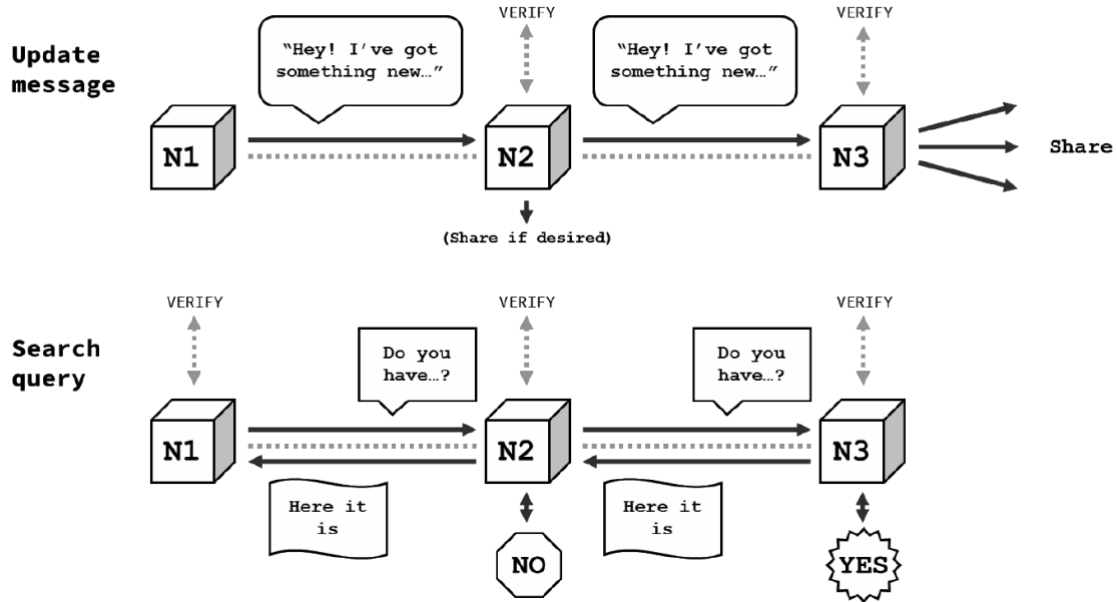 VERIFY
VERIFY
Update
message
“Hey! I’ve got
something new…”
“Hey! I’ve got
something new…”
N1
N2
N3
Share
(Share if desired)
VERIFY
VERIFY
VERIFY
Search
query
Do you
have…?
Do you
have…?
N1
N2
N3
Here it
is
Here it
is
NO
YES